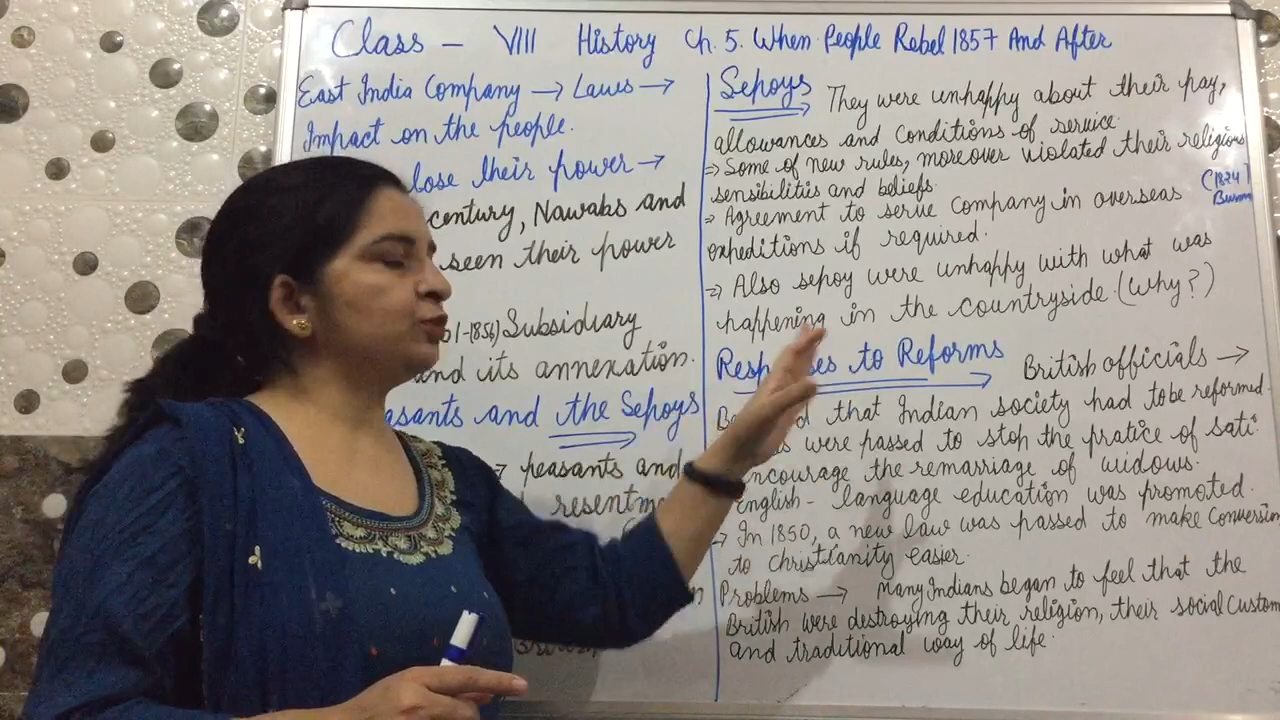 Class - VIII History Ch. 5. When People Rebel 1857 And After
East India Company → Laws →
Impact on the people.
lose their power →
century, Nawabs and
seen their power
1-1856) Subsidiary
and its annexation.
asants and the Sepoys
peasants and
resentm
Sepoys → They were unhappy about their pay,
allowances and conditions of service.
⇒ Some of new rules, moreover violated their religious
sensibilities and beliefs.
⇒ Agreement to serve Company in overseas (1824)
expeditions if required.
⇒ Also sepoy were unhappy with what was
happening in the countryside (Why?)
to Reforms → British officials →
that Indian society had to be reformed.
were passed to stop the pratice of sati
ncourage the remarriage of widows.
English - language education was promoted.
→ In 1850, a new law was passed to make Conversion
to Christianity easier.
Problems → Many Indians began to feel that the
British were destroying their religion, their social custom
and traditional way of life.